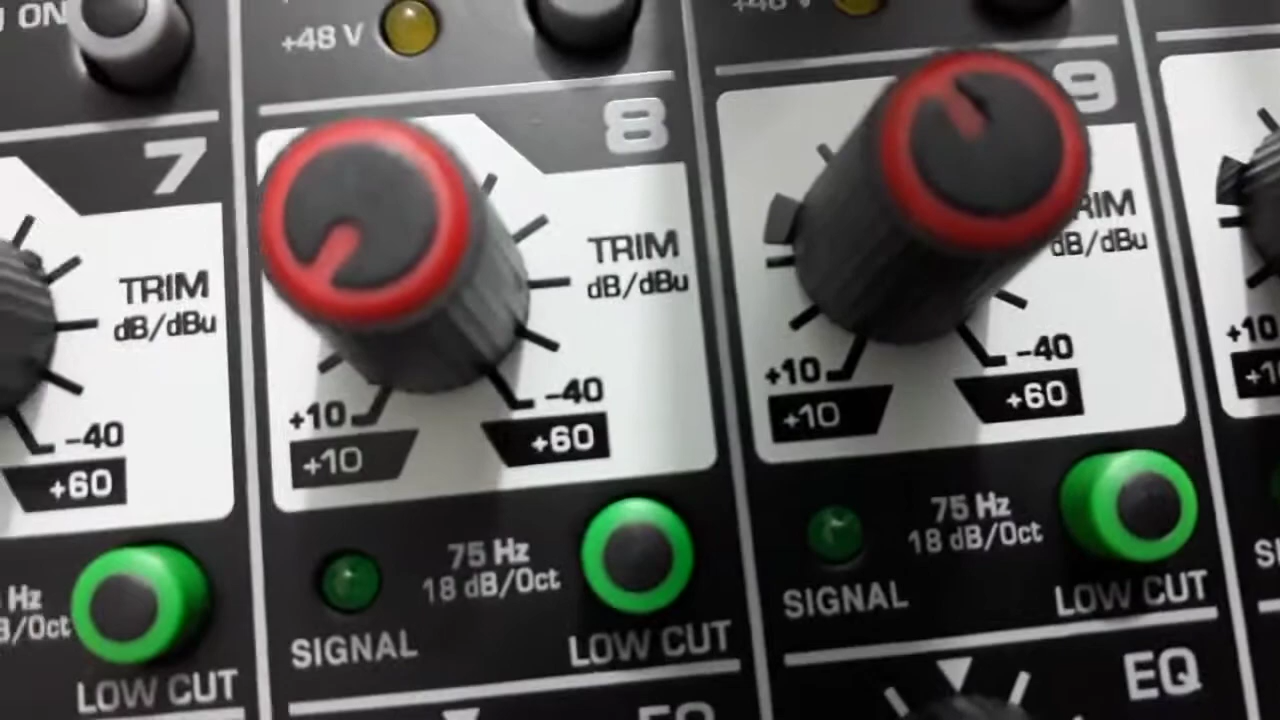 ON
+48 V
+48 V
7
TRIM
dB/dBu
-40
+60
Hz
/Oct
LOW CUT
8
TRIM
dB/dBu
+10
-40
+10
+60
75 Hz
18 dB/Oct
SIGNAL
LOW CUT
EQ
9
TRIM
dB/dBu
+10
-40
+10
+60
75 Hz
18 dB/Oct
SIGNAL
LOW CUT
EQ
+10